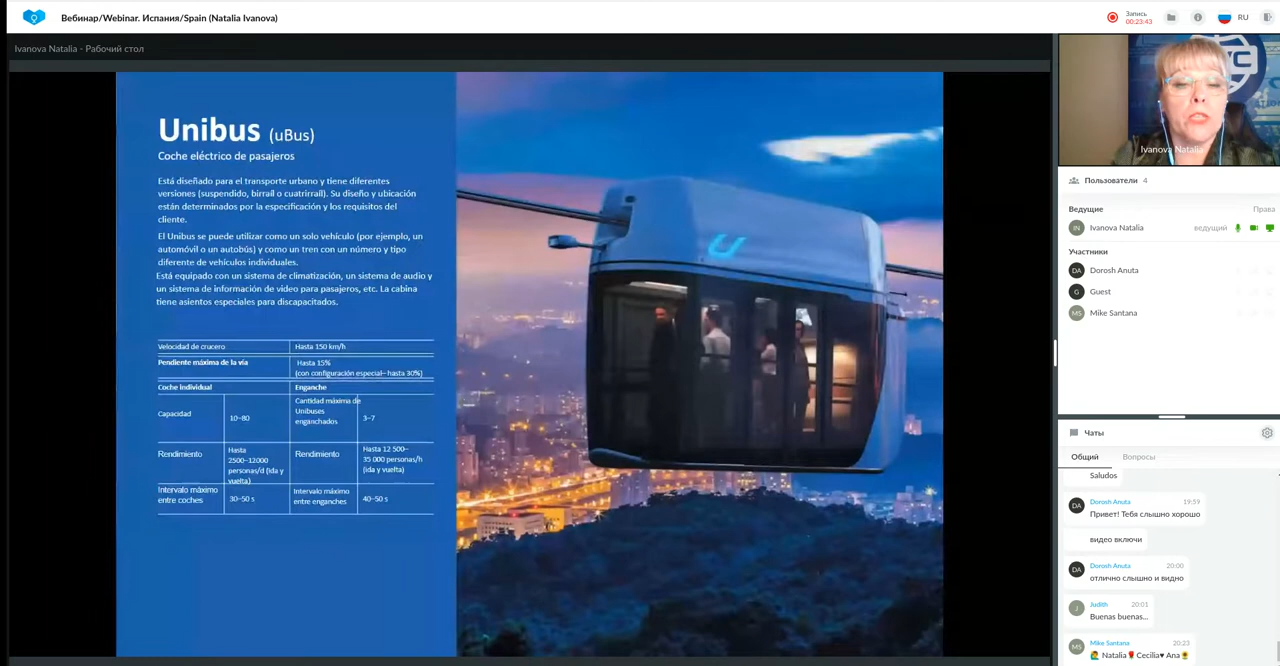 Вебинар/Webinar. Испания/Spain (Natalia Ivanova)
Запись
00:23:43
RU
Ivanova Natalia - Рабочий стол
Unibus (uBus)
Coche eléctrico de pasajeros
Está diseñado para el transporte urbano y tiene diferentes
versiones (suspendido, birraíl o cuatrirraíl). Su diseño y ubicación
están determinados por la especificación y los requisitos del
cliente.
El Unibus se puede utilizar como un solo vehículo (por ejemplo, un
automóvil o un autobús) y como un tren con un número y tipo
diferente de vehículos individuales.
Está equipado con un sistema de climatización, un sistema de audio y
un sistema de información de video para pasajeros, etc. La cabina
tiene asientos especiales para discapacitados.
Velocidad de crucero
Hasta 150 km/h
Pendiente máxima de la vía
Hasta 15%
(con configuración especial—hasta 30%)
Coche individual
Enganche
Capacidad
10–80
Cantidad máxima de
Unibuses
enganchados
3–7
Rendimiento
Hasta
2500–12000
personas/d (ida y
vuelta)
Rendimiento
Hasta 12 500–
35 000 personas/h
(ida y vuelta)
Intervalo máximo
entre coches
30–50 s
Intervalo máximo
entre enganches
40–50 s
Ivanova Natalia
Пользователи 4
Ведущие
Права
IN
Ivanova Natalia
ведущий
Участники
DA
Dorosh Anuta
G
Guest
MS
Mike Santana
Чаты
Общий
Вопросы
Saludos
DA
Dorosh Anuta 19:59
Привет! Тебя слышно хорошо
видео включи
DA
Dorosh Anuta 20:00
отлично слышно и видно
J
Judith 20:01
Buenas buenas...
MS
Mike Santana 20:23
🙋‍♂️ Natalia🌹Cecilia♥ Ana🌻